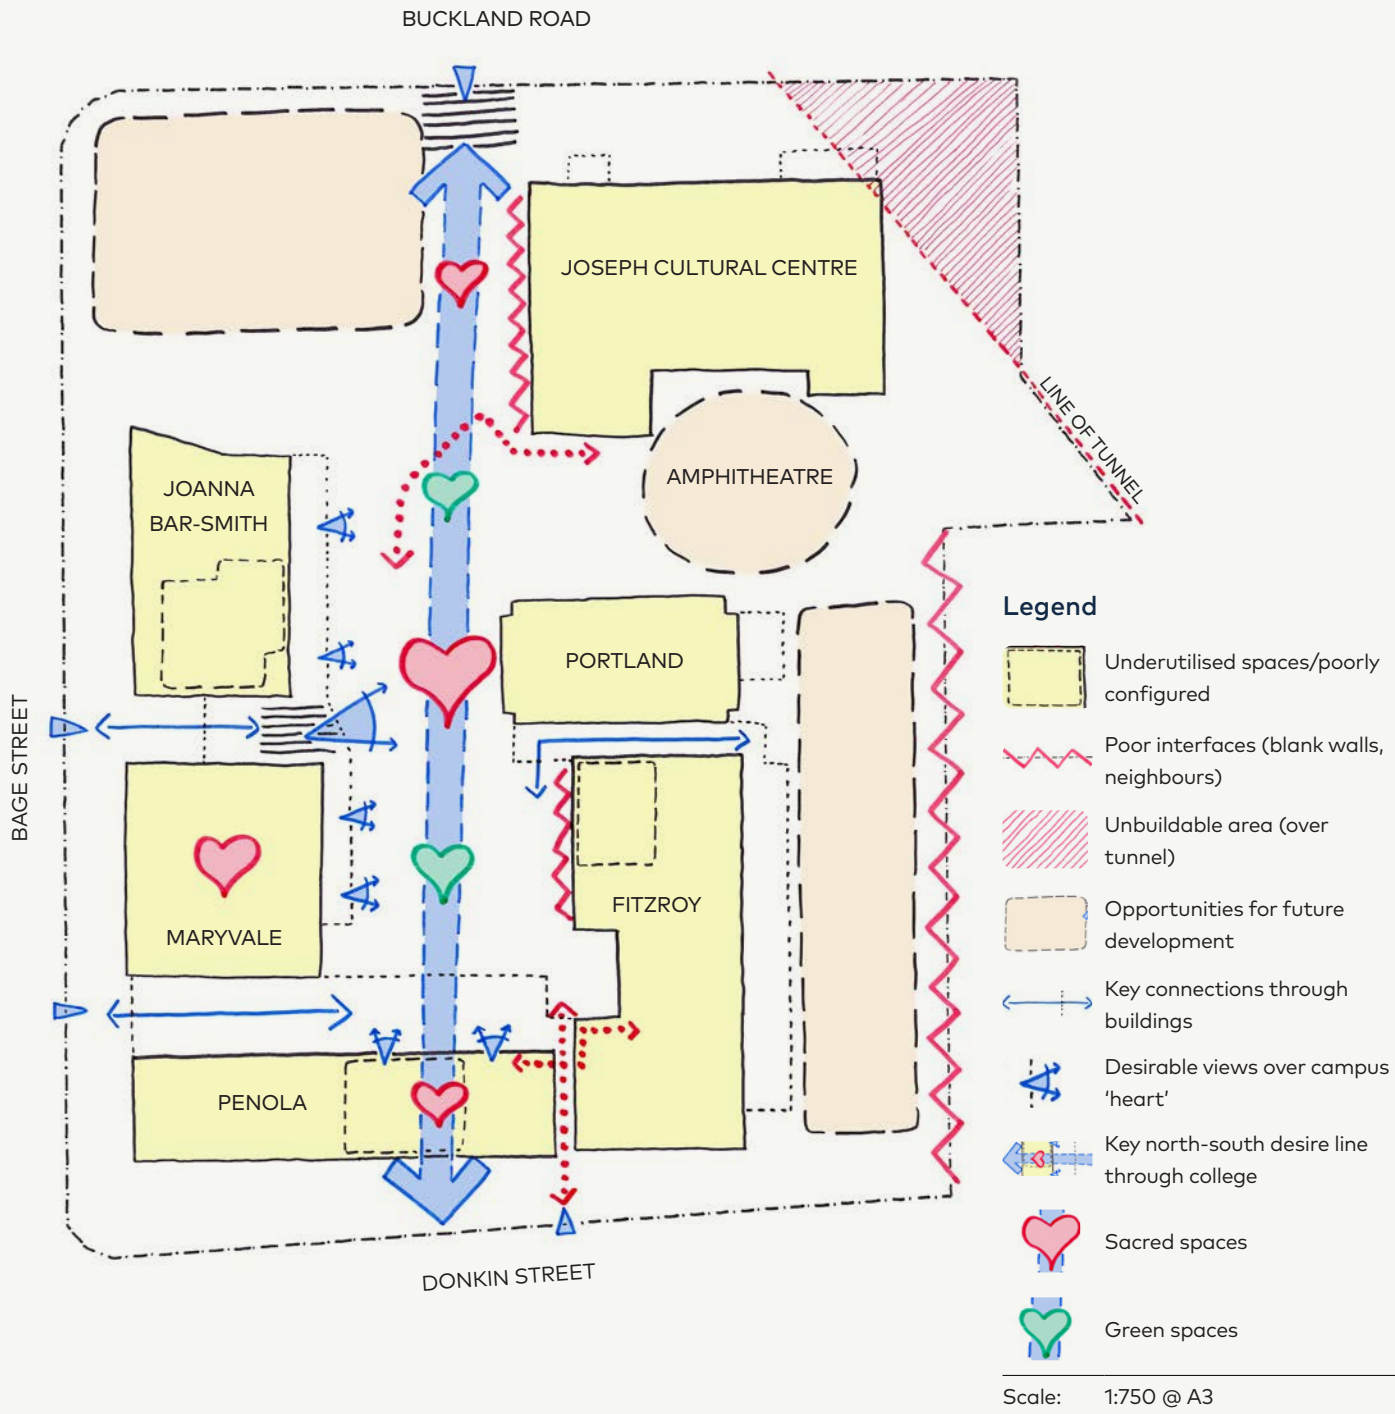 BUCKLAND ROAD
JOSEPH CULTURAL CENTRE
LINE OF TUNNEL
AMPHITHEATRE
JOANNA
BAR-SMITH
PORTLAND
BAGE STREET
FITZROY
MARYVALE
PENOLA
DONKIN STREET
Legend
Underutilised spaces/poorly
configured
Poor interfaces (blank walls,
neighbours)
Unbuildable area (over
tunnel)
Opportunities for future
development
Key connections through
buildings
Desirable views over campus
‘heart’
Key north-south desire line
through college
Sacred spaces
Green spaces
Scale: 1:750 @ A3